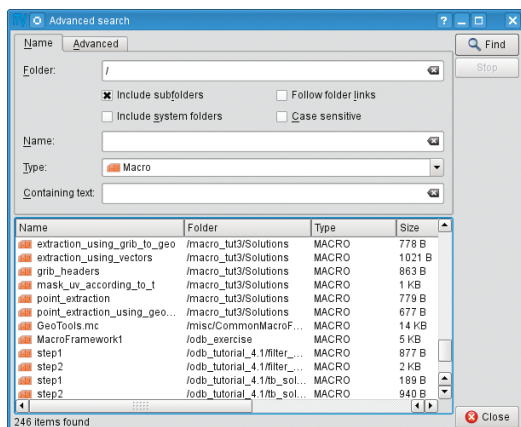 Advanced search
Name Advanced
Find
Stop
Folder: /
Include subfolders Follow folder links
Include system folders Case sensitive
Name:
Type: Macro
Containing text:
Name Folder Type Size
extraction_using_grib_to_geo /macro_tut3/Solutions MACRO 778 B
extraction_using_vectors /macro_tut3/Solutions MACRO 1021 B
grib_headers /macro_tut3/Solutions MACRO 863 B
mask_uv_according_to_t /macro_tut3/Solutions MACRO 1 KB
point_extraction /macro_tut3/Solutions MACRO 779 B
point_extraction_using_geo... /macro_tut3/Solutions MACRO 677 B
GeoTools.mc /misc/CommonMacroF... MACRO 14 KB
MacroFramework1 /odb_exercise MACRO 5 KB
step1 /odb_tutorial_4.1/filter_... MACRO 877 B
step2 /odb_tutorial_4.1/filter_... MACRO 2 KB
step1 /odb_tutorial_4.1/tb_sol... MACRO 189 B
step2 /odb_tutorial_4.1/tb_sol... MACRO 940 B
246 items found
Close